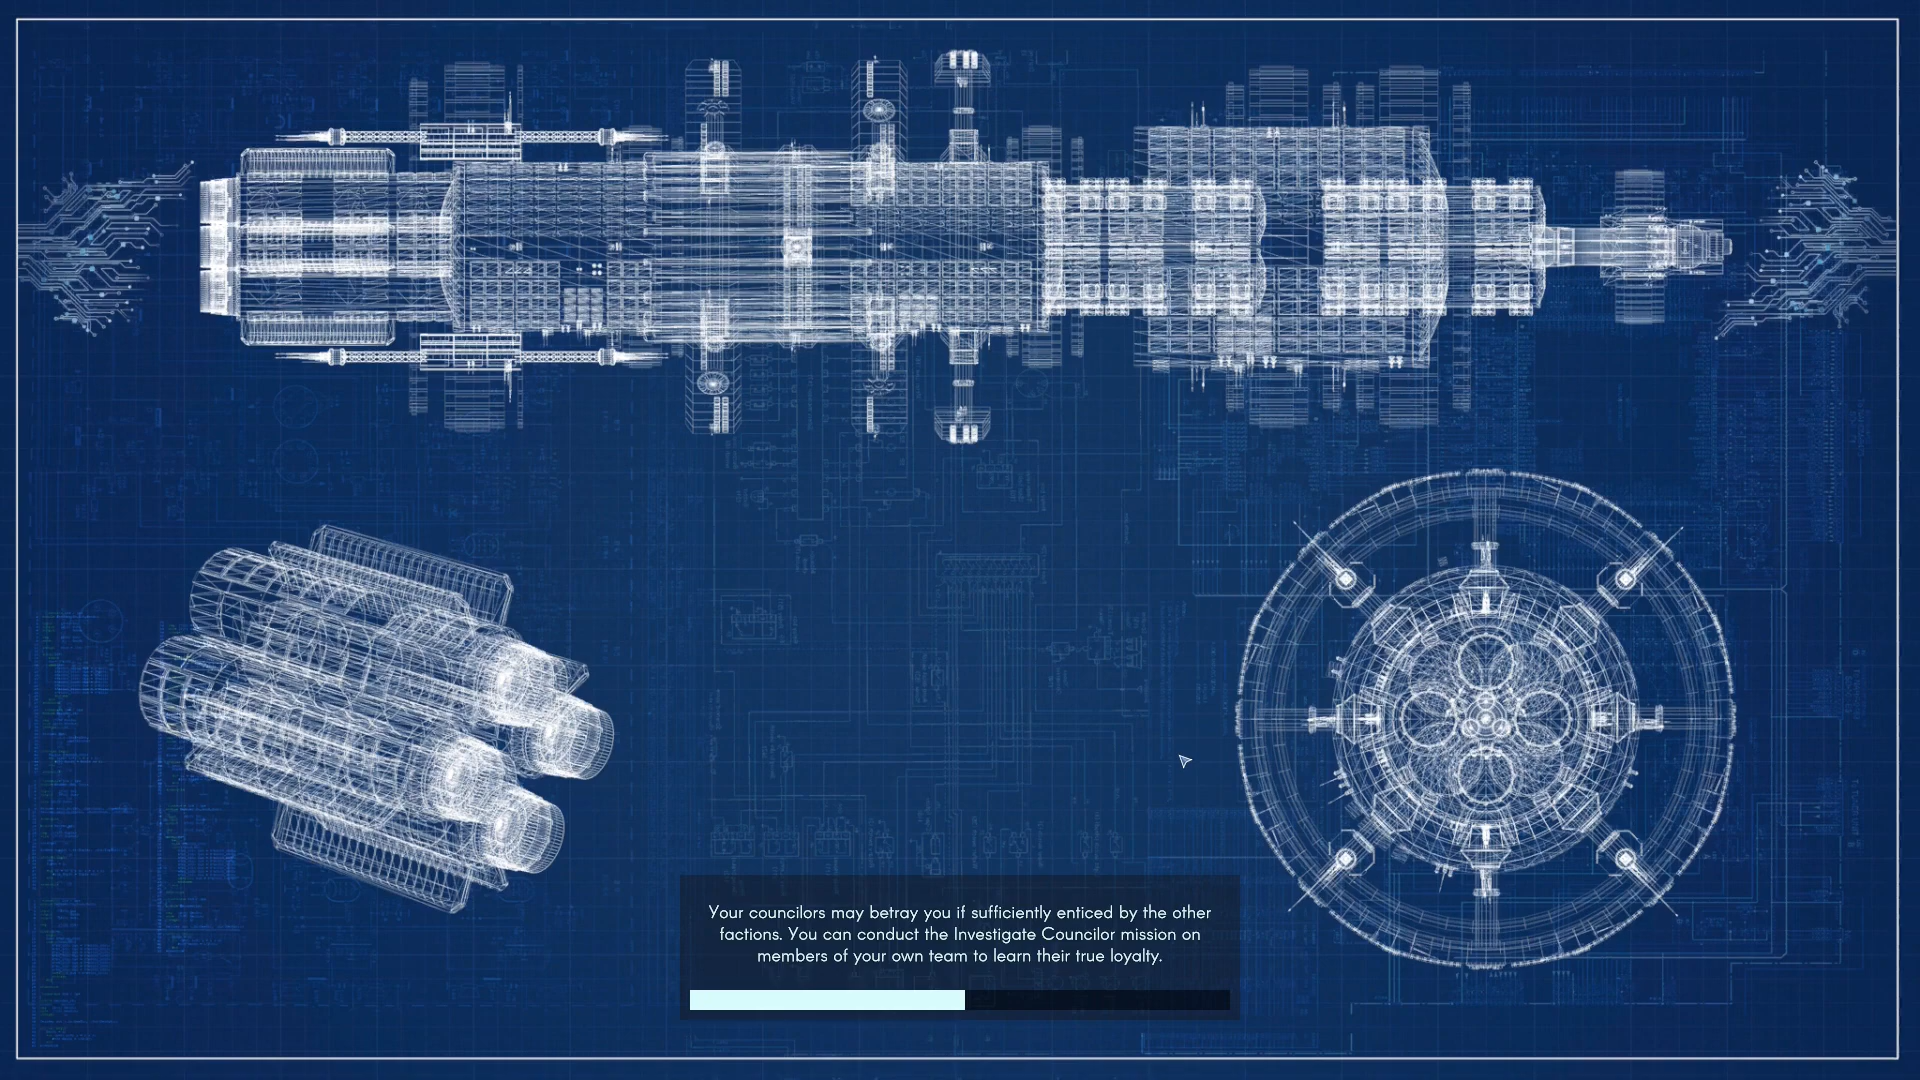 Your councilors may betray you if sufficiently enticed by the other
factions. You can conduct the Investigate Councilor mission on
members of your own team to learn their true loyalty.